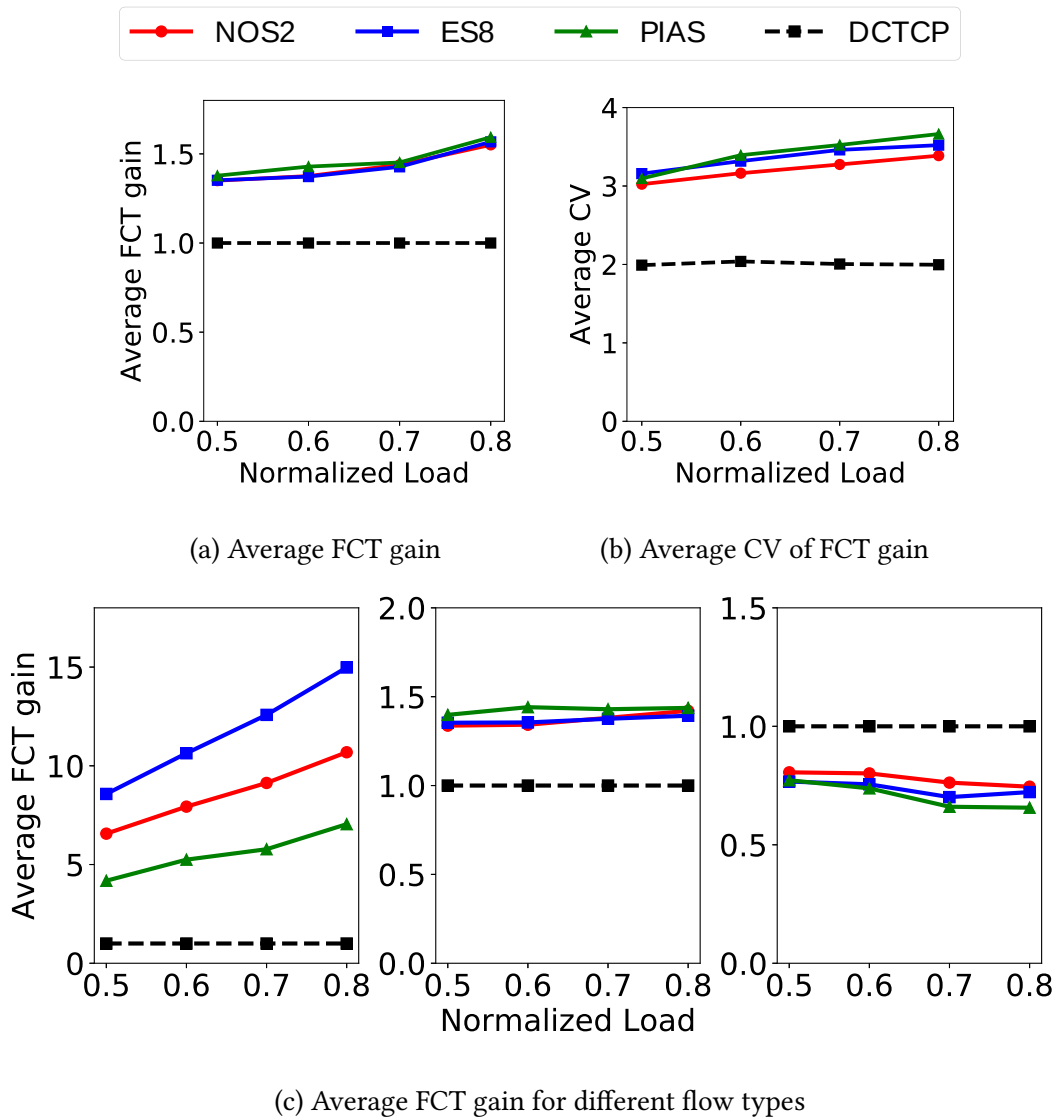 NOS2 ES8 PIAS DCTCP
Average FCT gain
1.5
1.0
0.5
0.0
0.5 0.6 0.7 0.8
Normalized Load
(a) Average FCT gain
Average CV
4
3
2
1
0
0.5 0.6 0.7 0.8
Normalized Load
(b) Average CV of FCT gain
Average FCT gain
15
10
5
0
0.5 0.6 0.7 0.8
2.0
1.5
1.0
0.5
0.0
0.5 0.6 0.7 0.8
1.5
1.0
0.5
0.0
0.5 0.6 0.7 0.8
Normalized Load
(c) Average FCT gain for different flow types